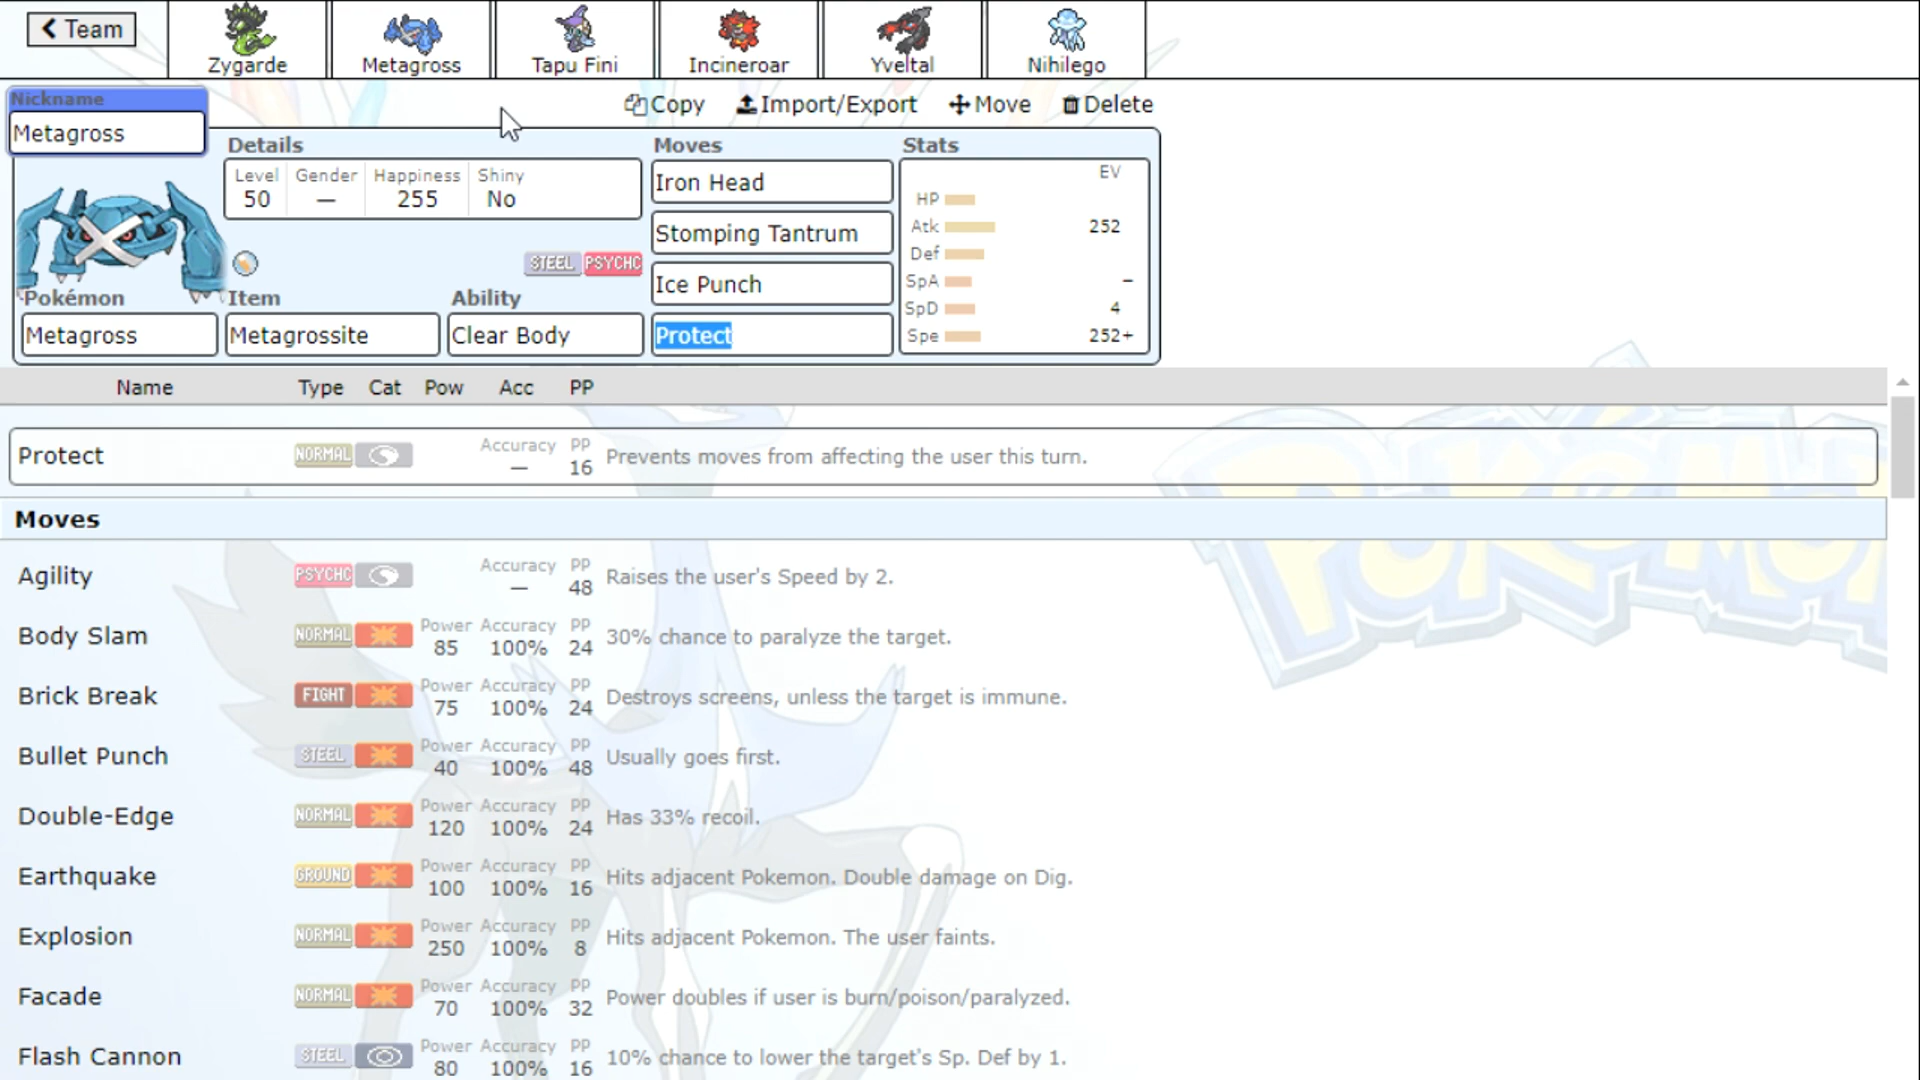 Team
Zygarde
Metagross
Tapu Fini
Incineroar
Yveltal
Nihilego
Copy Import/Export Move Delete
Nickname
Metagross
Details
Level Gender Happiness Shiny
50 — 255 No
STEEL PSYCHC
Pokémon
Metagross
Item
Metagrossite
Ability
Clear Body
Moves
Iron Head
Stomping Tantrum
Ice Punch
Protect
Stats
EV
HP
Atk 252
Def
SpA –
SpD 4
Spe 252+
Name Type Cat Pow Acc PP
Protect NORMAL Accuracy — PP 16 Prevents moves from affecting the user this turn.
Moves
Agility PSYCHC Accuracy — PP 48 Raises the user's Speed by 2.
Body Slam NORMAL Power 85 Accuracy 100% PP 24 30% chance to paralyze the target.
Brick Break FIGHT Power 75 Accuracy 100% PP 24 Destroys screens, unless the target is immune.
Bullet Punch STEEL Power 40 Accuracy 100% PP 48 Usually goes first.
Double-Edge NORMAL Power 120 Accuracy 100% PP 24 Has 33% recoil.
Earthquake GROUND Power 100 Accuracy 100% PP 16 Hits adjacent Pokemon. Double damage on Dig.
Explosion NORMAL Power 250 Accuracy 100% PP 8 Hits adjacent Pokemon. The user faints.
Facade NORMAL Power 70 Accuracy 100% PP 32 Power doubles if user is burn/poison/paralyzed.
Flash Cannon STEEL Power 80 Accuracy 100% PP 16 10% chance to lower the target's Sp. Def by 1.
POKéMON